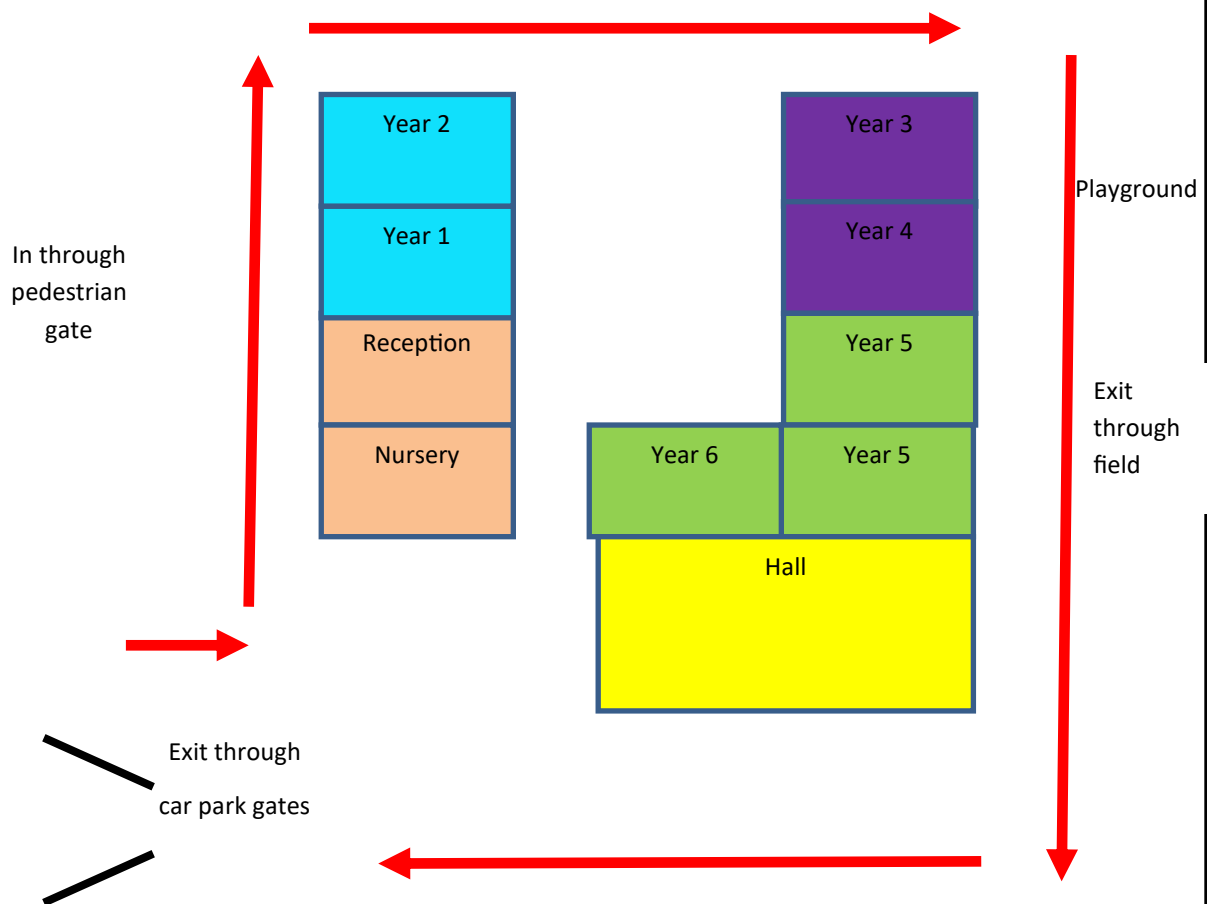 Year 2
Year 3
Playground
Year 1
Year 4
In through
pedestrian
gate
Reception
Year 5
Exit
through
field
Nursery
Year 6
Year 5
Hall
Exit through
car park gates